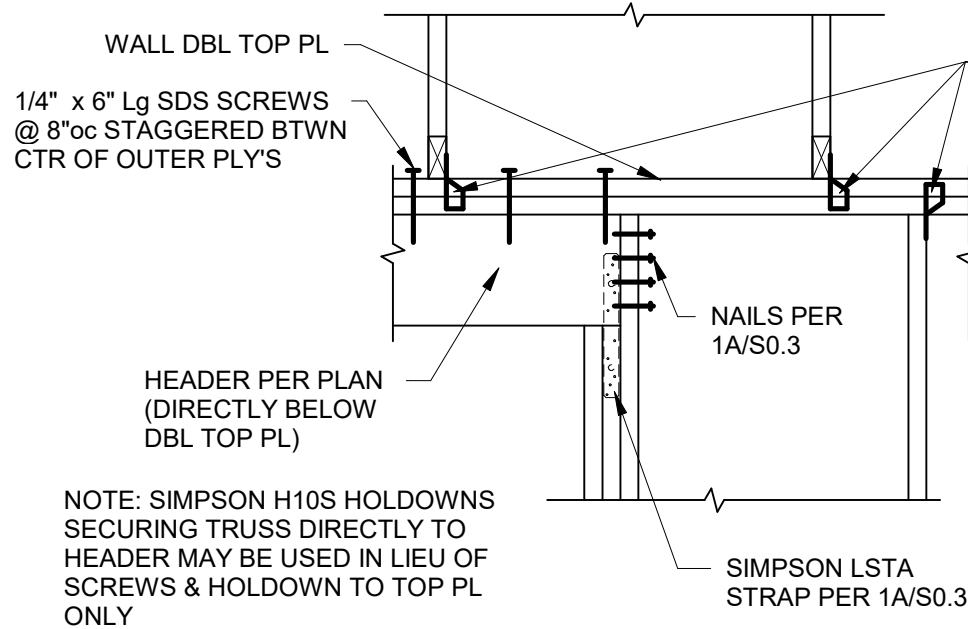 WALL DBL TOP PL
1/4" x 6" Lg SDS SCREWS
@ 8"oc STAGGERED BTWN
CTR OF OUTER PLY'S
NAILS PER
1A/S0.3
HEADER PER PLAN
(DIRECTLY BELOW
DBL TOP PL)
NOTE: SIMPSON H10S HOLDOWNS
SECURING TRUSS DIRECTLY TO
HEADER MAY BE USED IN LIEU OF
SCREWS & HOLDOWN TO TOP PL
ONLY
SIMPSON LSTA
STRAP PER 1A/S0.3